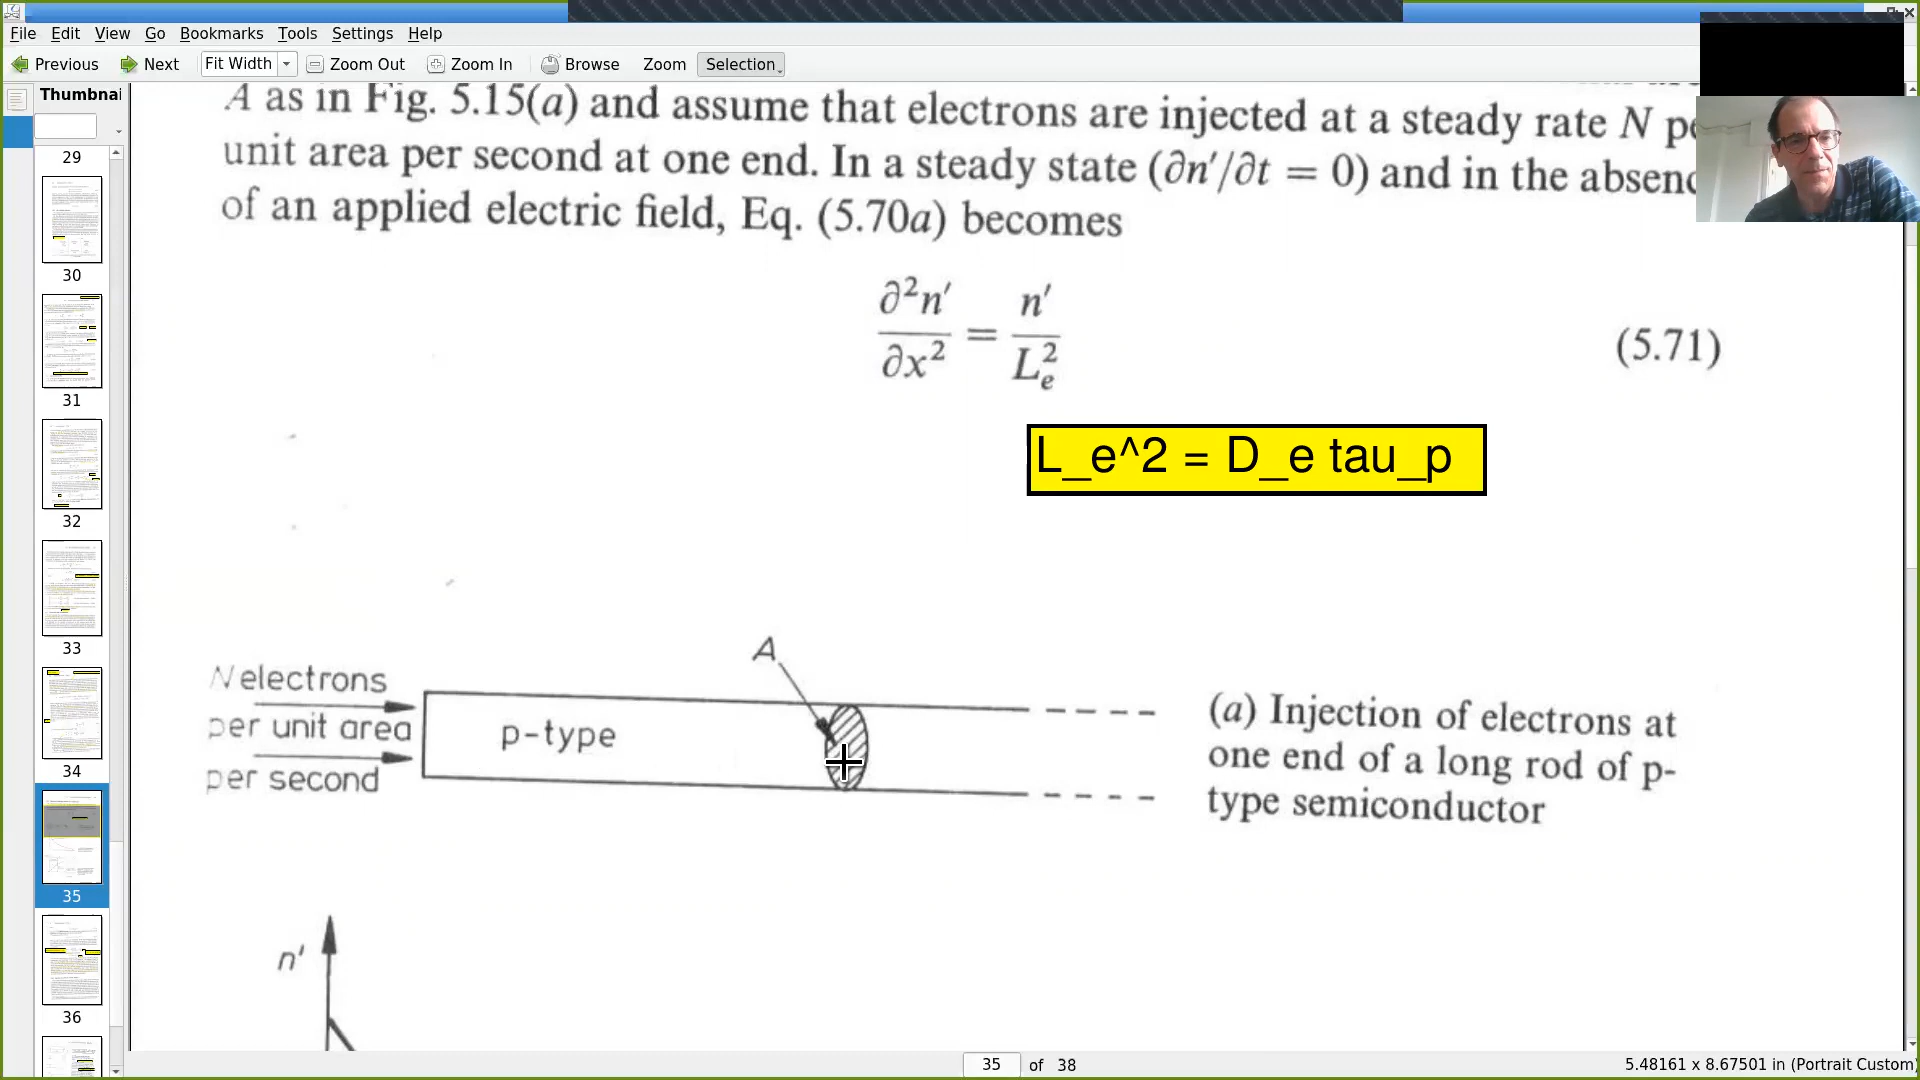 File Edit View Go Bookmarks Tools Settings Help
Previous Next Fit Width Zoom Out Zoom In Browse Zoom Selection
Thumbnai
29
30
31
32
33
34
35
36
A as in Fig. 5.15(a) and assume that electrons are injected at a steady rate N
unit area per second at one end. In a steady state (∂n′/∂t = 0) and in the
of an applied electric field, Eq. (5.70a) becomes
∂²n′/∂x² = n′/L_e² (5.71)
L_e^2 = D_e tau_p
A
N electrons
per unit area
per second
p-type
(a) Injection of electrons at
one end of a long rod of p-
type semiconductor
n′
35 of 38
5.48161 x 8.67501 in (Portrait Custom)